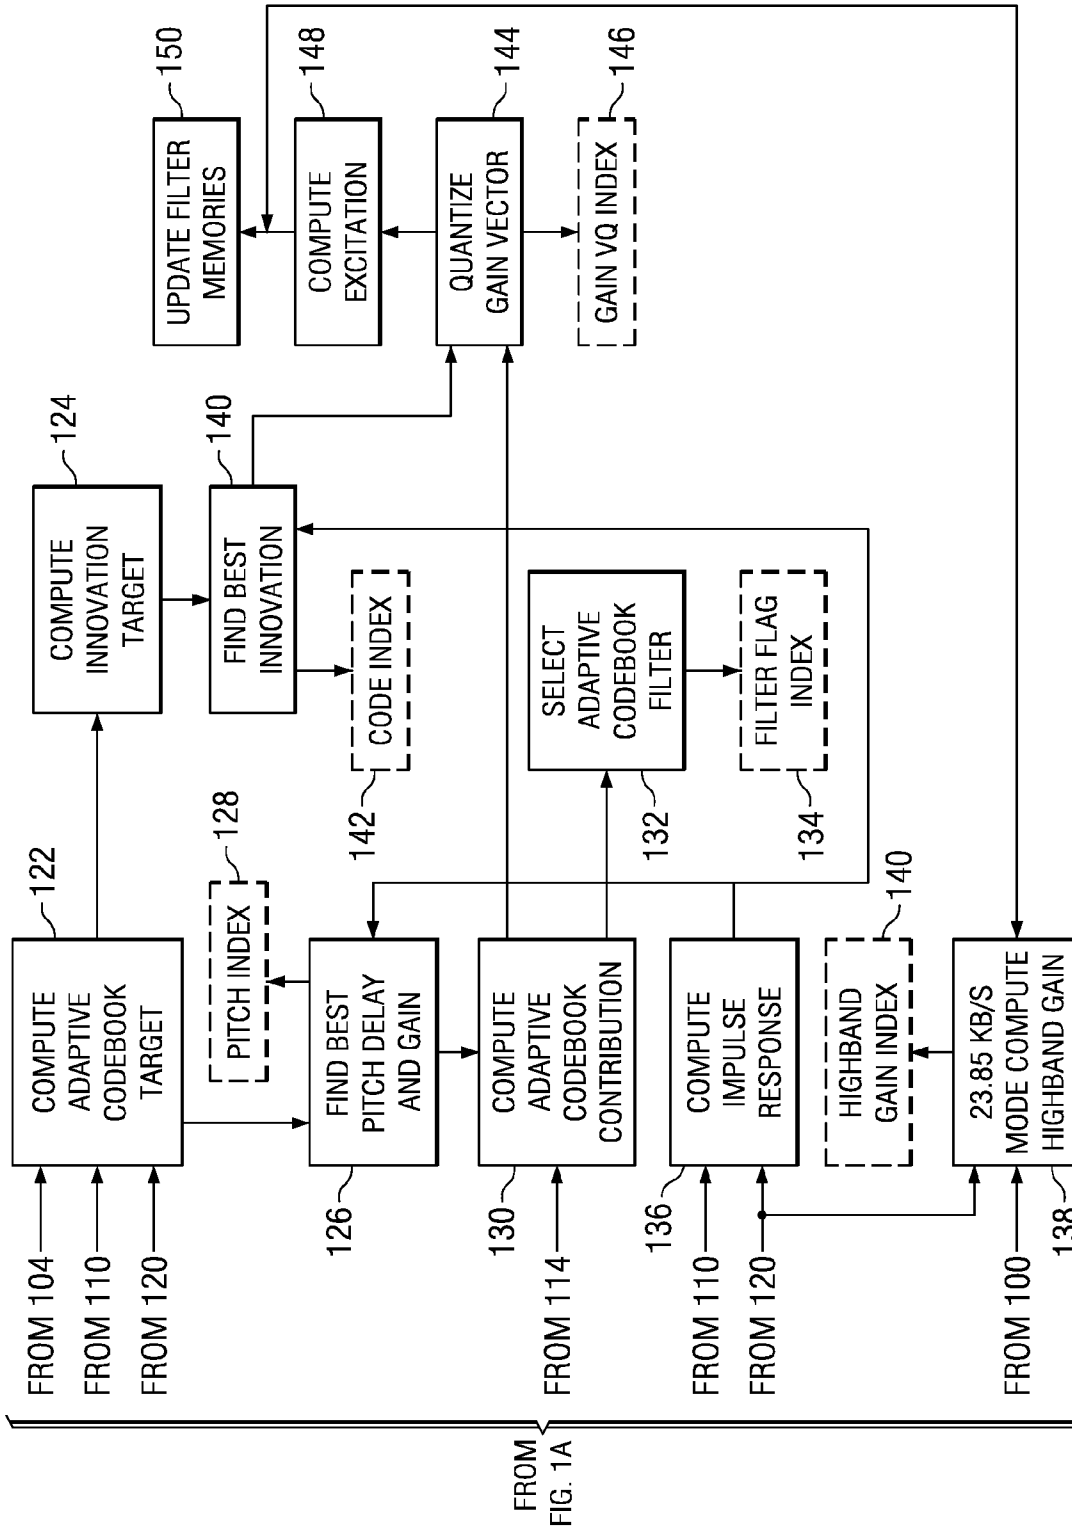 FROM
FIG. 1A
FROM 104
FROM 110
FROM 120
COMPUTE
ADAPTIVE
CODEBOOK
TARGET
122
COMPUTE
INNOVATION
TARGET
124
UPDATE FILTER
MEMORIES
150
PITCH INDEX
128
FIND BEST
INNOVATION
140
COMPUTE
EXCITATION
148
FIND BEST
PITCH DELAY
AND GAIN
126
CODE INDEX
142
QUANTIZE
GAIN VECTOR
144
FROM 114
COMPUTE
ADAPTIVE
CODEBOOK
CONTRIBUTION
130
SELECT
ADAPTIVE
CODEBOOK
FILTER
132
GAIN VQ INDEX
146
FROM 110
FROM 120
COMPUTE
IMPULSE
RESPONSE
136
FILTER FLAG
INDEX
134
HIGHBAND
GAIN INDEX
140
FROM 100
23.85 KB/S
MODE COMPUTE
HIGHBAND GAIN
138